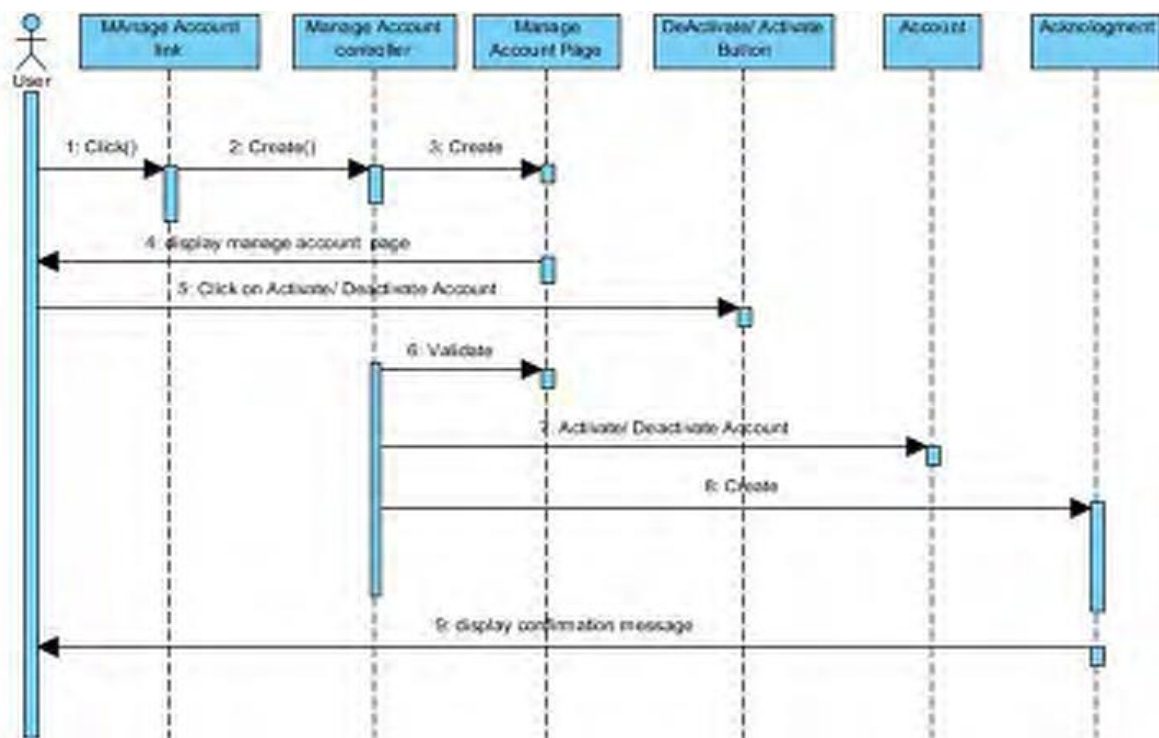 MAnage Account
link
Manage Account
controller
Manage
Account Page
DeActivate/ Activate
Button
Account
Acknologment
User
1: Click()
2: Create()
3: Create
4: display manage account page
5: Click on Activate/ Deactivate Account
6: Validate
7: Activate/ Deactivate Account
8: Create
9: display confirmation message